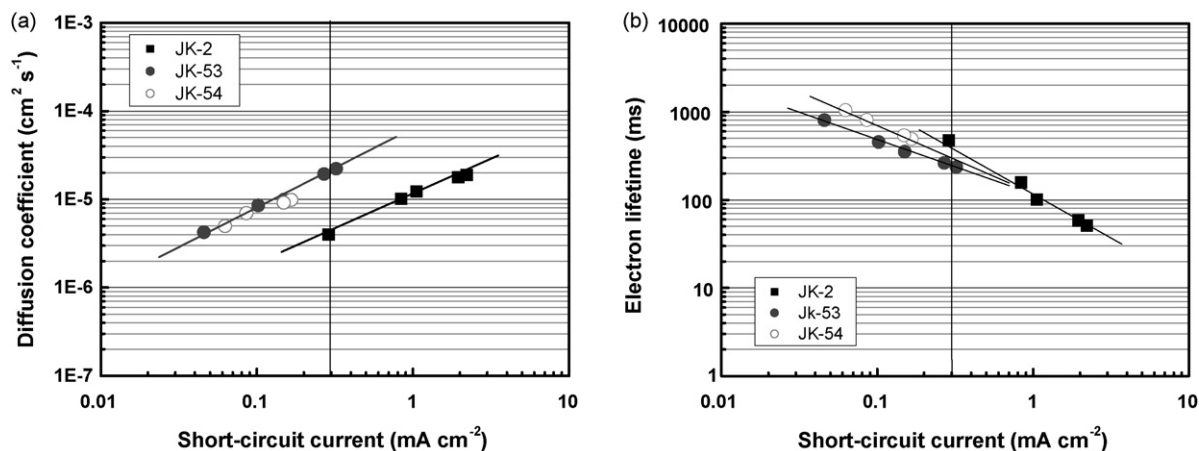 (a)
1E-3
1E-4
1E-5
1E-6
1E-7
Diffusion coefficient (cm² s⁻¹)
JK-2
JK-53
JK-54
0.01
0.1
1
10
Short-circuit current (mA cm⁻²)
(b)
10000
1000
100
10
1
Electron lifetime (ms)
JK-2
Jk-53
JK-54
0.01
0.1
1
10
Short-circuit current (mA cm⁻²)